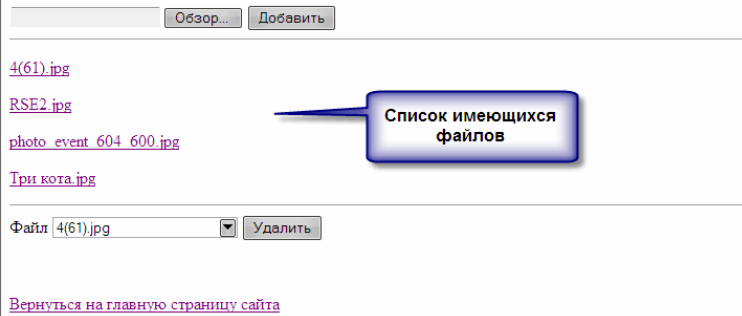 Обзор... Добавить
4(61).jpg
RSE2.jpg
photo_event_604_600.jpg
Три кота.jpg
Список имеющихся
файлов
Файл 4(61).jpg Удалить
Вернуться на главную страницу сайта